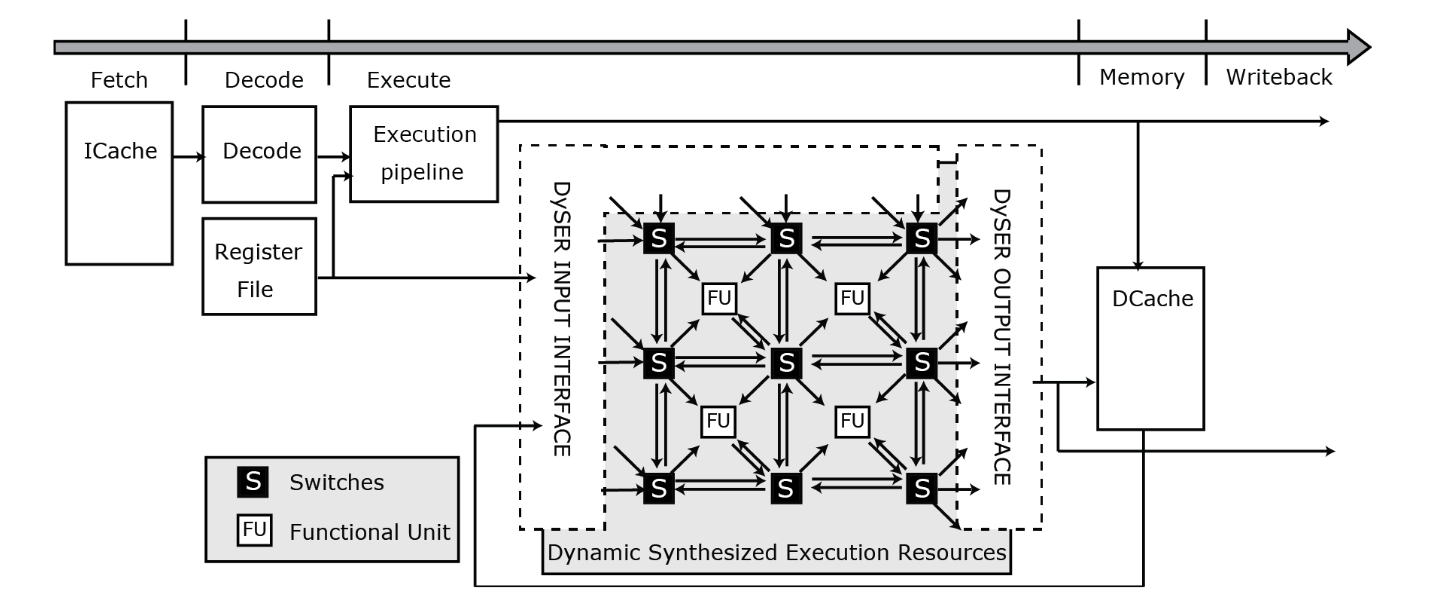 Fetch
Decode
Execute
Memory
Writeback
ICache
Decode
Execution
pipeline
Register
File
DySER INPUT INTERFACE
S
S
S
FU
FU
S
S
S
FU
FU
S
S
S
DySER OUTPUT INTERFACE
DCache
S Switches
FU Functional Unit
Dynamic Synthesized Execution Resources